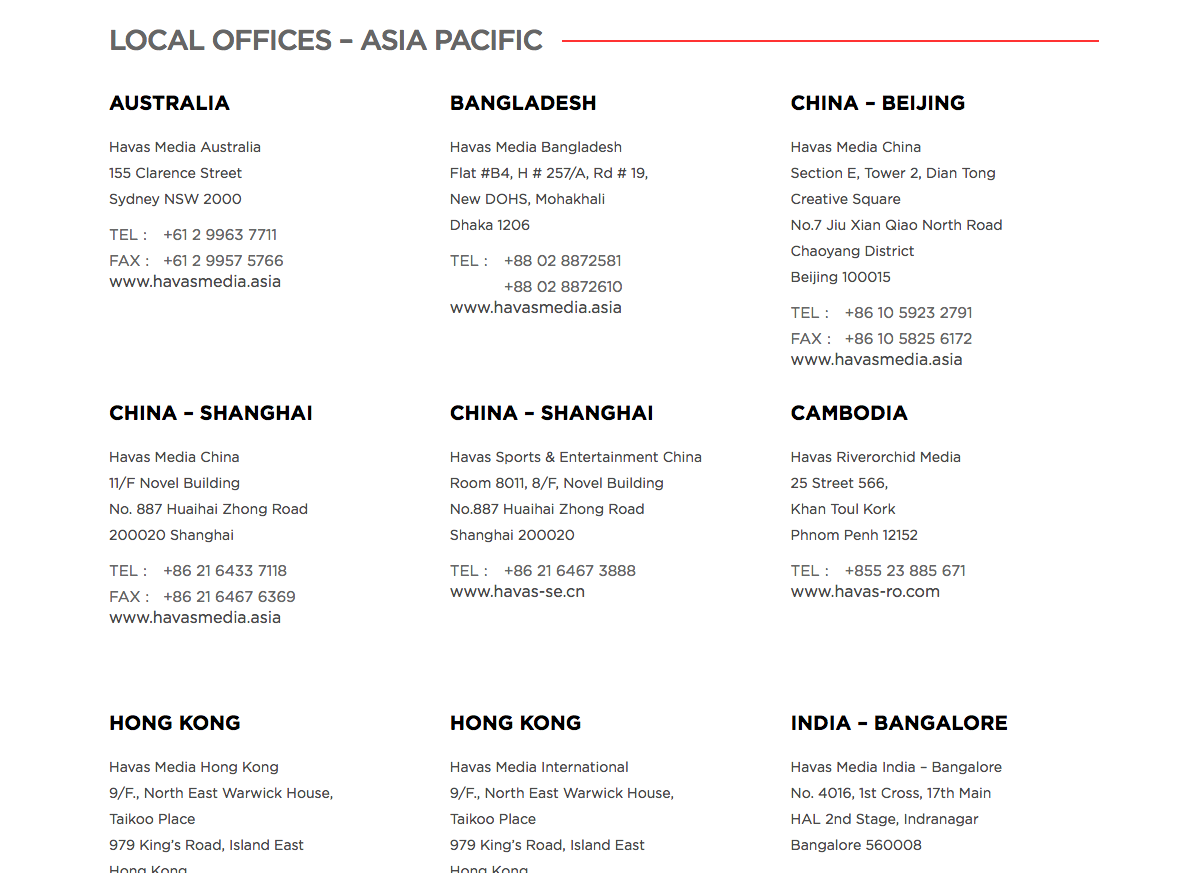 LOCAL OFFICES – ASIA PACIFIC
AUSTRALIA
Havas Media Australia
155 Clarence Street
Sydney NSW 2000
TEL : +61 2 9963 7711
FAX : +61 2 9957 5766
www.havasmedia.asia
BANGLADESH
Havas Media Bangladesh
Flat #B4, H # 257/A, Rd # 19,
New DOHS, Mohakhali
Dhaka 1206
TEL : +88 02 8872581
+88 02 8872610
www.havasmedia.asia
CHINA – BEIJING
Havas Media China
Section E, Tower 2, Dian Tong
Creative Square
No.7 Jiu Xian Qiao North Road
Chaoyang District
Beijing 100015
TEL : +86 10 5923 2791
FAX : +86 10 5825 6172
www.havasmedia.asia
CHINA – SHANGHAI
Havas Media China
11/F Novel Building
No. 887 Huaihai Zhong Road
200020 Shanghai
TEL : +86 21 6433 7118
FAX : +86 21 6467 6369
www.havasmedia.asia
CHINA – SHANGHAI
Havas Sports & Entertainment China
Room 8011, 8/F, Novel Building
No.887 Huaihai Zhong Road
Shanghai 200020
TEL : +86 21 6467 3888
www.havas-se.cn
CAMBODIA
Havas Riverorchid Media
25 Street 566,
Khan Toul Kork
Phnom Penh 12152
TEL : +855 23 885 671
www.havas-ro.com
HONG KONG
Havas Media Hong Kong
9/F., North East Warwick House,
Taikoo Place
979 King’s Road, Island East
Hong Kong
HONG KONG
Havas Media International
9/F., North East Warwick House,
Taikoo Place
979 King’s Road, Island East
Hong Kong
INDIA – BANGALORE
Havas Media India – Bangalore
No. 4016, 1st Cross, 17th Main
HAL 2nd Stage, Indranagar
Bangalore 560008